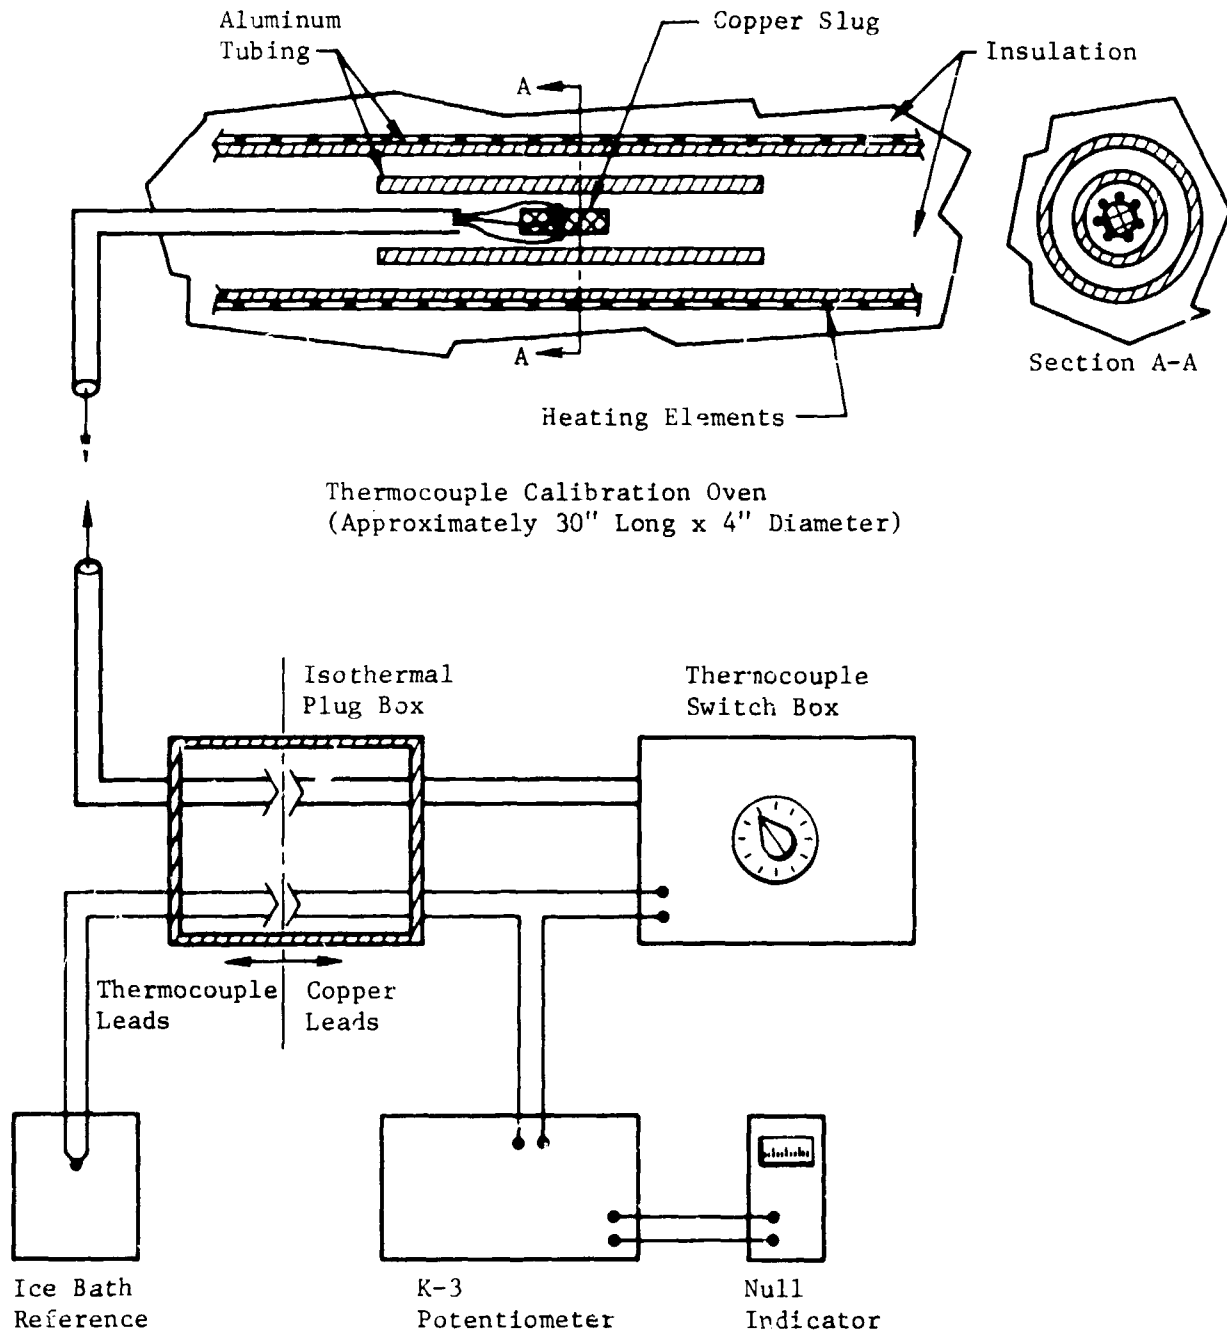 Aluminum
Tubing
Copper Slug
Insulation
A
A
Section A-A
Heating Elements
Thermocouple Calibration Oven
(Approximately 30" Long x 4" Diameter)
Isothermal
Plug Box
Thermocouple
Switch Box
Thermocouple
Leads
Copper
Leads
Ice Bath
Reference
K-3
Potentiometer
Null
Indicator